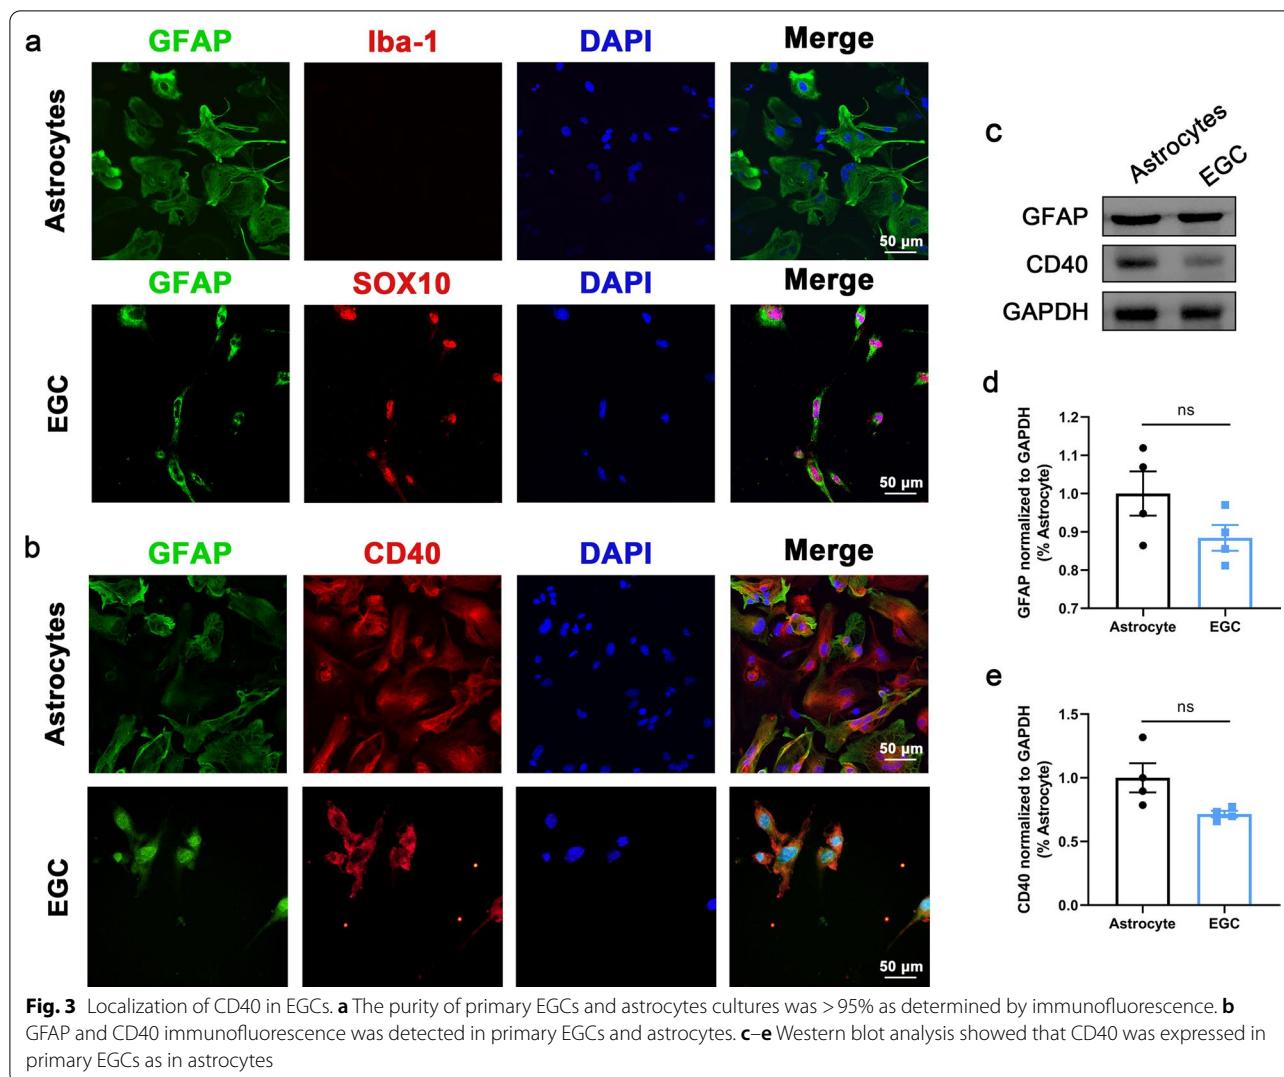 a
GFAP Iba-1 DAPI Merge
Astrocytes
50 µm
GFAP SOX10 DAPI Merge
EGC
50 µm
b
GFAP CD40 DAPI Merge
Astrocytes
50 µm
EGC
50 µm
c
Astrocytes EGC
GFAP
CD40
GAPDH
d
GFAP normalized to GAPDH
(% Astrocyte)
ns
1.2
1.1
1.0
0.9
0.8
0.7
Astrocyte EGC
e
CD40 normalized to GAPDH
(% Astrocyte)
ns
1.5
1.0
0.5
0.0
Astrocyte EGC
Fig. 3 Localization of CD40 in EGCs. a The purity of primary EGCs and astrocytes cultures was > 95% as determined by immunofluorescence. b
GFAP and CD40 immunofluorescence was detected in primary EGCs and astrocytes. c–e Western blot analysis showed that CD40 was expressed in
primary EGCs as in astrocytes